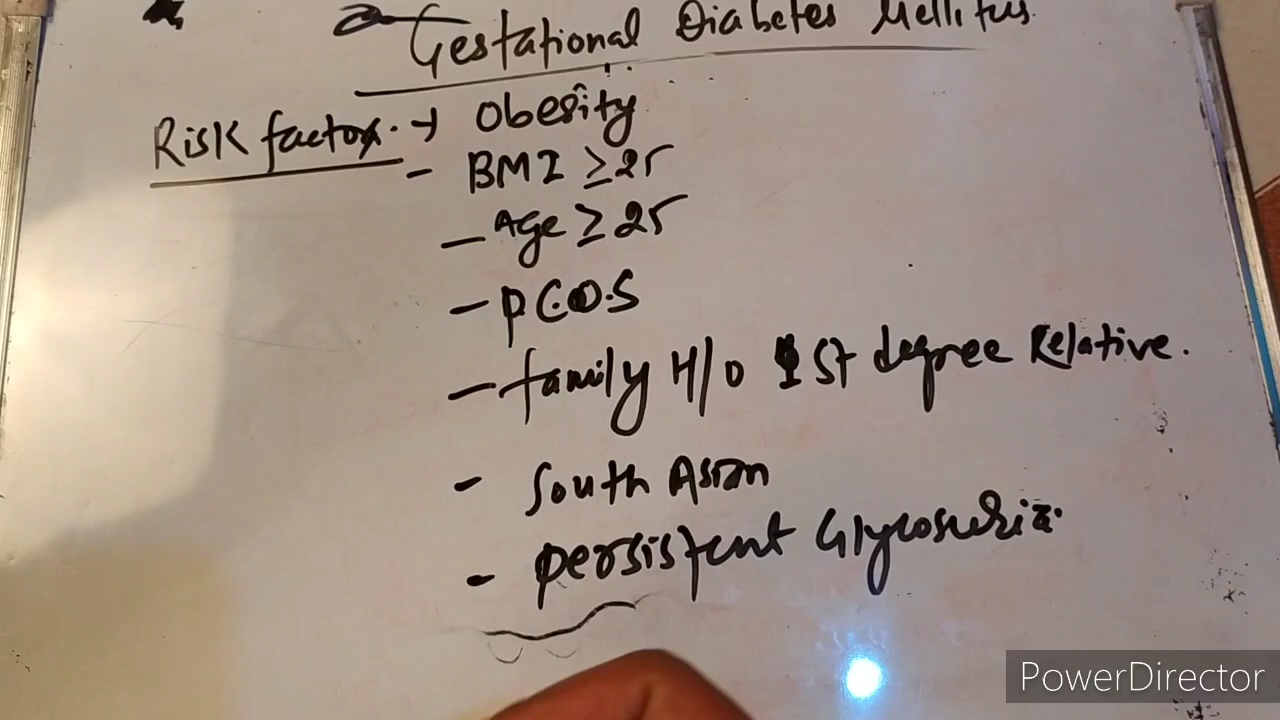 Gestational Diabetes Mellitus.
Risk factor. → Obesity
- BMI ≥25
- Age ≥ 25
- PCOS
- family H/O 1st degree Relative.
- South Asian
- persistent Glycosuria.
PowerDirector